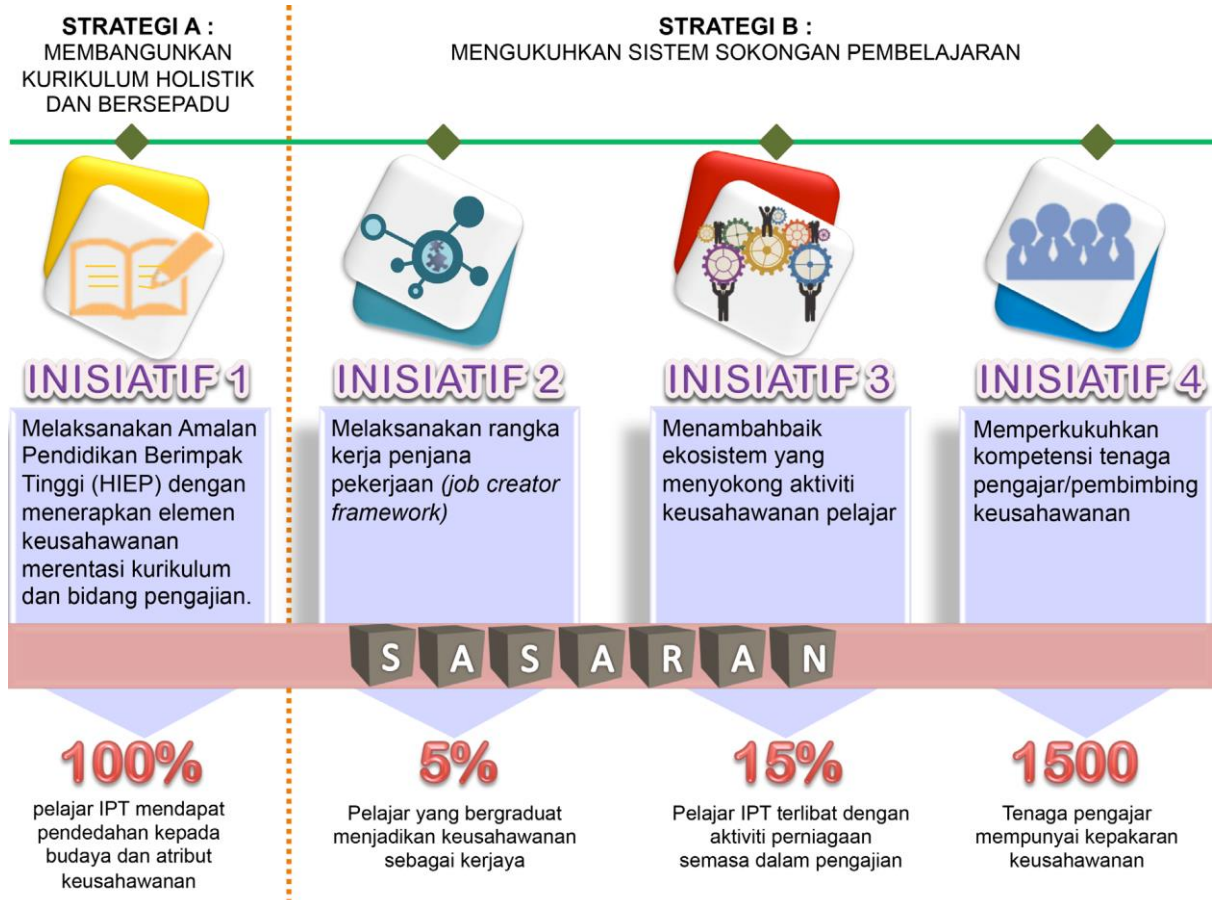 STRATEGI A :
MEMBANGUNKAN
KURIKULUM HOLISTIK
DAN BERSEPADU
STRATEGI B :
MENGUKUHKAN SISTEM SOKONGAN PEMBELAJARAN
INISIATIF 1
Melaksanakan Amalan
Pendidikan Berimpak
Tinggi (HIEP) dengan
menerapkan elemen
keusahawanan
merentasi kurikulum
dan bidang pengajian.
INISIATIF 2
Melaksanakan rangka
kerja penjana
pekerjaan (job creator
framework)
INISIATIF 3
Menambahbaik
ekosistem yang
menyokong aktiviti
keusahawanan pelajar
INISIATIF 4
Memperkukuhkan
kompetensi tenaga
pengajar/pembimbing
keusahawanan
SASARAN
100%
pelajar IPT mendapat
pendedahan kepada
budaya dan atribut
keusahawanan
5%
Pelajar yang bergraduat
menjadikan keusahawanan
sebagai kerjaya
15%
Pelajar IPT terlibat dengan
aktiviti perniagaan
semasa dalam pengajian
1500
Tenaga pengajar
mempunyai kepakaran
keusahawanan